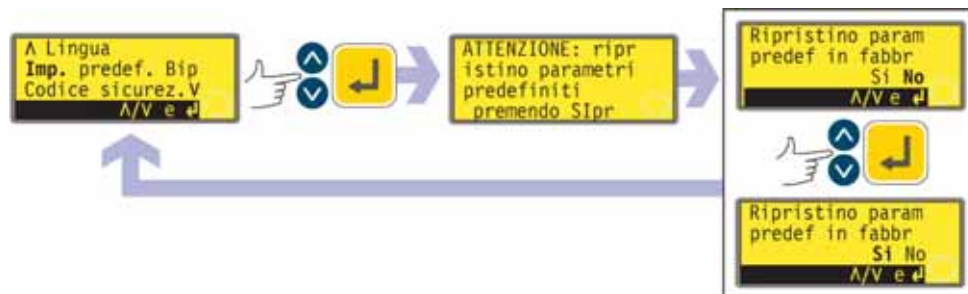 Λ Lingua
Imp. predef. Bip
Codice sicurez.V
Λ/V e ↵
ATTENZIONE: ripr
istino parametri
predefiniti
premendo SIpr
Ripristino param
predef in fabbr
Si No
Λ/V e ↵
Ripristino param
predef in fabbr
Si No
Λ/V e ↵